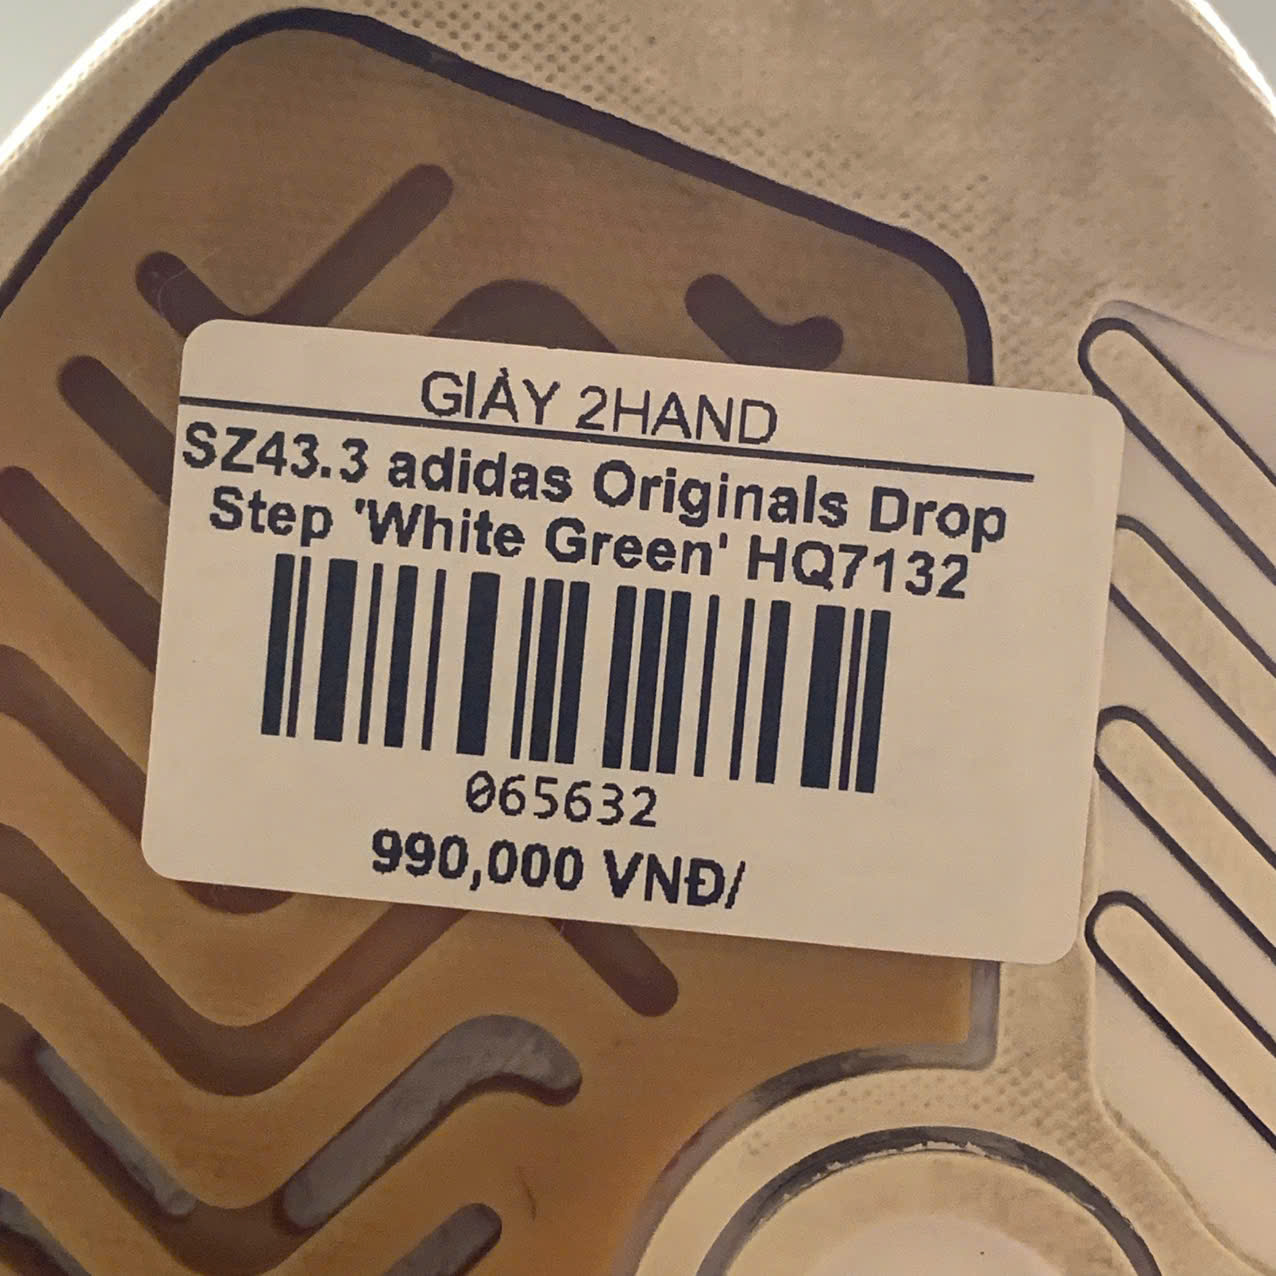 GIÀY 2HAND
SZ43.3 adidas Originals Drop
Step 'White Green' HQ7132
065632
990,000 VNĐ/